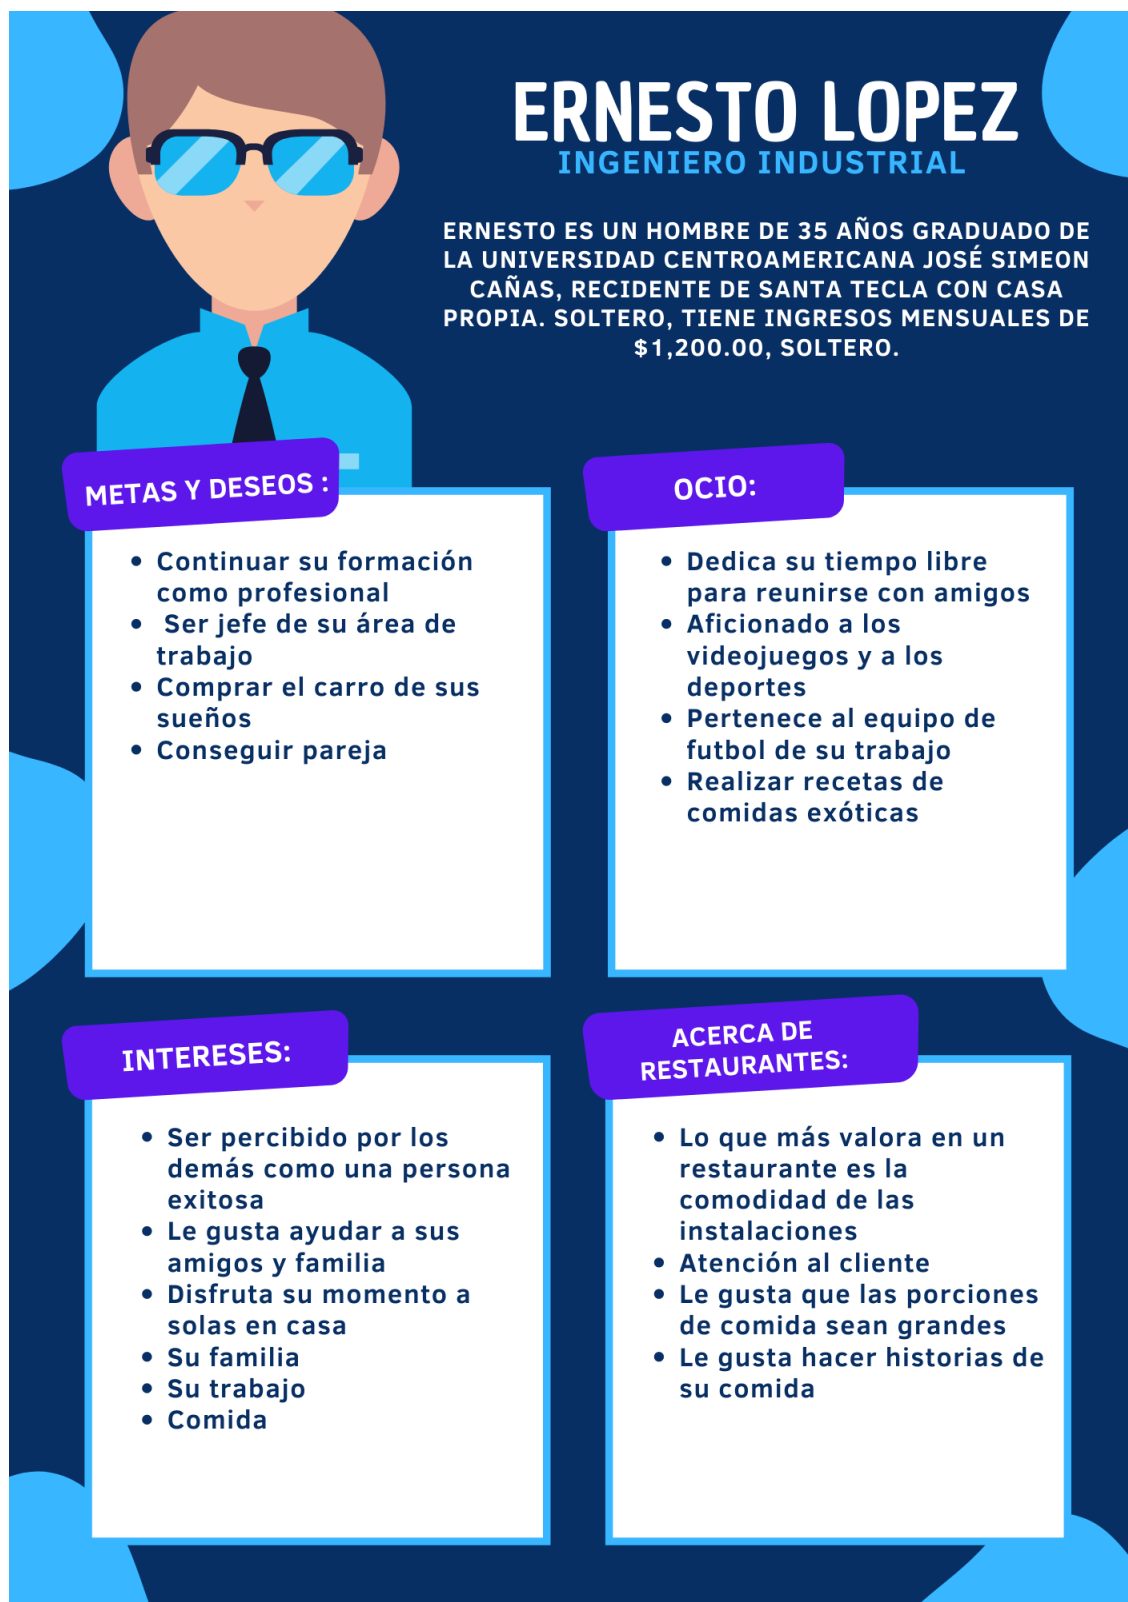 ERNESTO LOPEZ
INGENIERO INDUSTRIAL
ERNESTO ES UN HOMBRE DE 35 AÑOS GRADUADO DE
LA UNIVERSIDAD CENTROAMERICANA JOSÉ SIMEON
CAÑAS, RECIDENTE DE SANTA TECLA CON CASA
PROPIA. SOLTERO, TIENE INGRESOS MENSUALES DE
$1,200.00, SOLTERO.
METAS Y DESEOS :
• Continuar su formación
como profesional
• Ser jefe de su área de
trabajo
• Comprar el carro de sus
sueños
• Conseguir pareja
OCIO:
• Dedica su tiempo libre
para reunirse con amigos
• Aficionado a los
videojuegos y a los
deportes
• Pertenece al equipo de
futbol de su trabajo
• Realizar recetas de
comidas exóticas
INTERESES:
• Ser percibido por los
demás como una persona
exitosa
• Le gusta ayudar a sus
amigos y familia
• Disfruta su momento a
solas en casa
• Su familia
• Su trabajo
• Comida
ACERCA DE
RESTAURANTES:
• Lo que más valora en un
restaurante es la
comodidad de las
instalaciones
• Atención al cliente
• Le gusta que las porciones
de comida sean grandes
• Le gusta hacer historias de
su comida